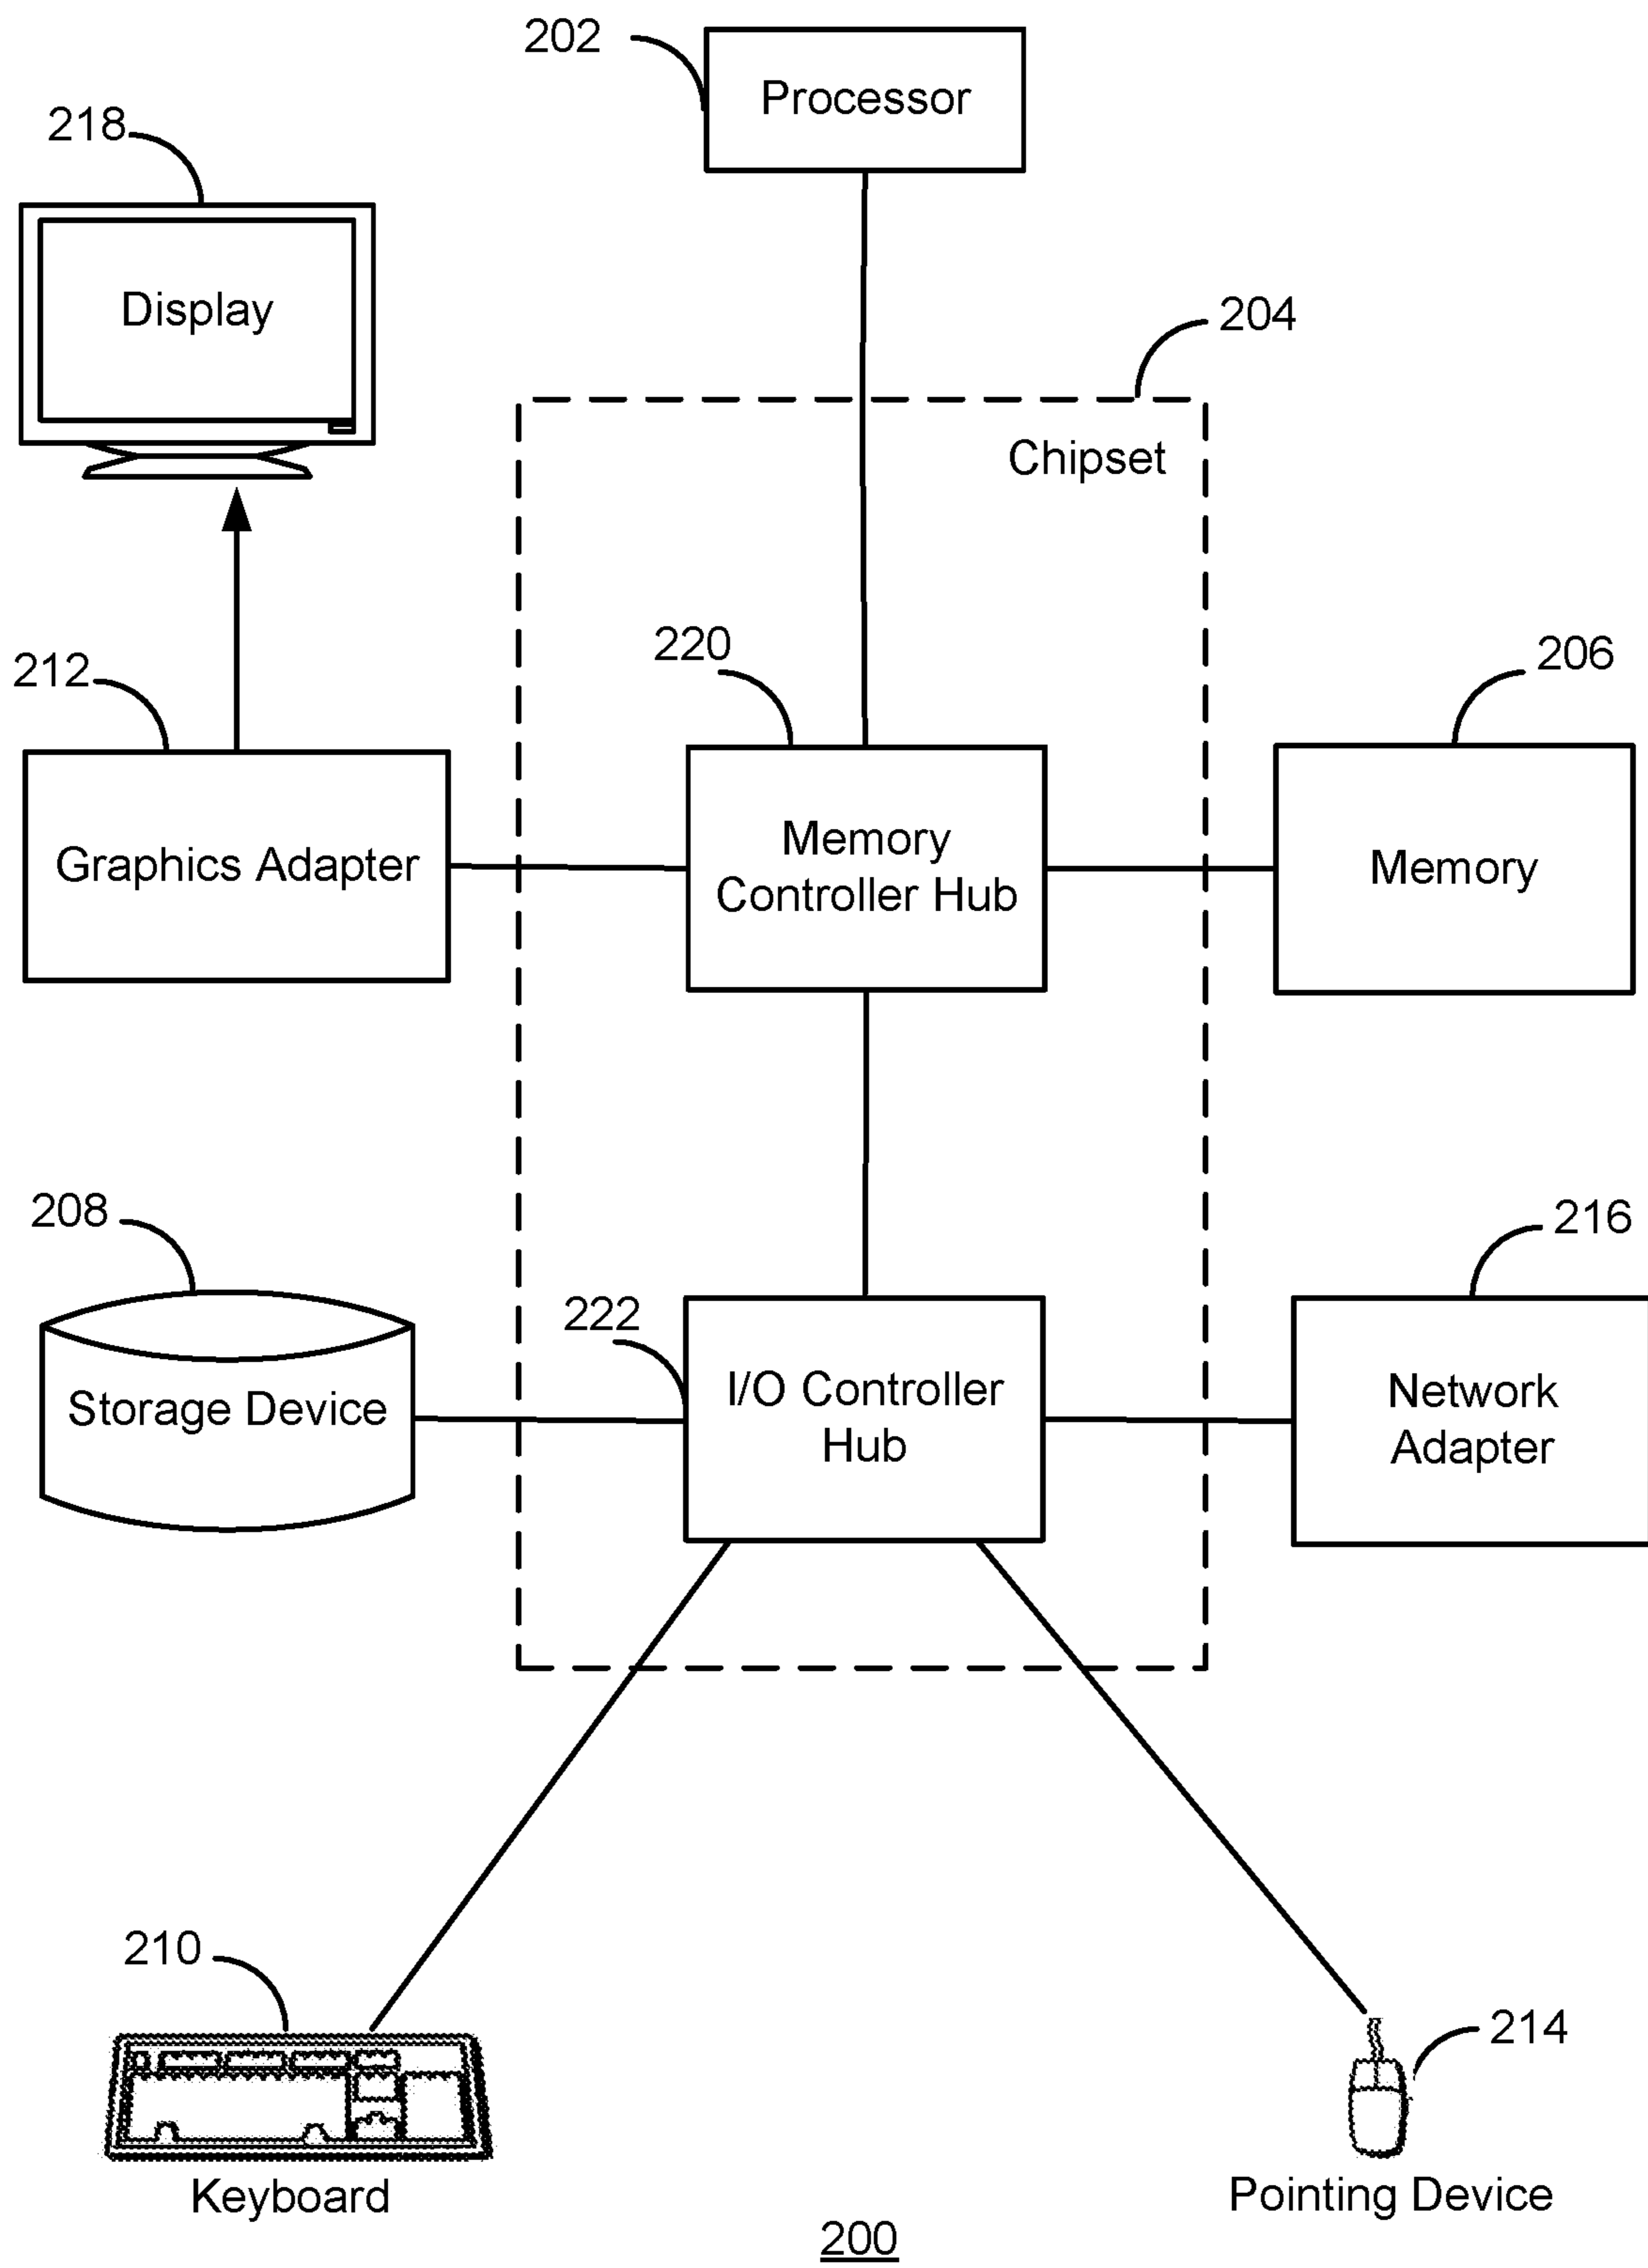 202
Processor
218
Display
204
Chipset
220
206
212
Memory
Controller Hub
Graphics Adapter
Memory
208
216
222
I/O Controller
Hub
Storage Device
Network
Adapter
210
214
Keyboard
Pointing Device
200